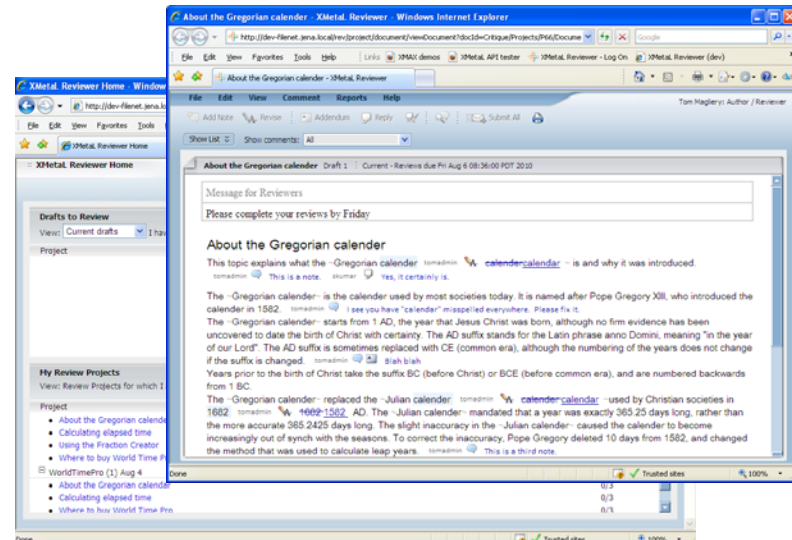 About the Gregorian calender - XMetaL Reviewer - Windows Internet Explorer
http://dev-filenet.jena.local/rev/project/document/viewDocument?docId=Critique/Projects/P66/Docume
Google
File Edit View Favorites Tools Help
Links XMAX demos XMetaL API tester XMetaL Reviewer - Log On XMetaL Reviewer (dev)
About the Gregorian calender - XMetaL Reviewer
File Edit View Comment Reports Help
Tom Magliery: Author / Reviewer
Add Note Revise Addendum Reply Submit All
Show List Show comments: All
About the Gregorian calender Draft 1 Current - Reviews due Fri Aug 6 08:36:00 PDT 2010
Message for Reviewers
Please complete your reviews by Friday
About the Gregorian calender
This topic explains what the ~Gregorian calender tomadmin calendercalendar ~ is and why it was introduced.
tomadmin This is a note. skumar Yes, it certainly is.
The ~Gregorian calender~ is the calender used by most societies today. It is named after Pope Gregory XIII, who introduced the
calender in 1582. tomadmin I see you have "calendar" misspelled everywhere. Please fix it.
The ~Gregorian calender~ starts from 1 AD, the year that Jesus Christ was born, although no firm evidence has been
uncovered to date the birth of Christ with certainty. The AD suffix stands for the Latin phrase anno Domini, meaning "in the year
of our Lord". The AD suffix is sometimes replaced with CE (common era), although the numbering of the years does not change
if the suffix is changed. tomadmin Blah blah
Years prior to the birth of Christ take the suffix BC (before Christ) or BCE (before common era), and are numbered backwards
from 1 BC.
The ~Gregorian calender~ replaced the ~Julian calender tomadmin calendercalendar ~used by Christian societies in
1682 tomadmin 16821582 AD. The ~Julian calender~ mandated that a year was exactly 365.25 days long, rather than
the more accurate 365.2425 days long. The slight inaccuracy in the ~Julian calender~ caused the calender to become
increasingly out of synch with the seasons. To correct the inaccuracy, Pope Gregory deleted 10 days from 1582, and changed
the method that was used to calculate leap years. tomadmin This is a third note.
Done Trusted sites 100%
XMetaL Reviewer Home - Window
http://dev-filenet.jena.lo
File Edit View Favorites Tools
XMetaL Reviewer Home
XMetaL Reviewer Home
Drafts to Review
View: Current drafts I hav
Project
My Review Projects
View: Review Projects for which I
Project
About the Gregorian calende
Calculating elapsed time
Using the Fraction Creator
Where to buy World Time P
WorldTimePro (1) Aug 4
About the Gregorian calendar 0/3
Calculating elapsed time 0/3
Where to buy World Time Pro 0/3
Done Trusted sites 100%